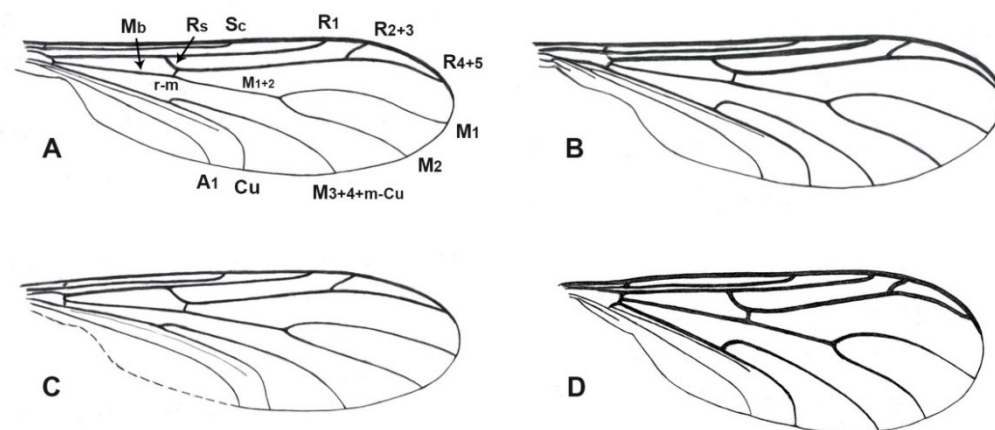 Mb Rs Sc R1 R2+3
R4+5
r-m M1+2
M1
A B
M2
A1 Cu M3+4+m-Cu
C D